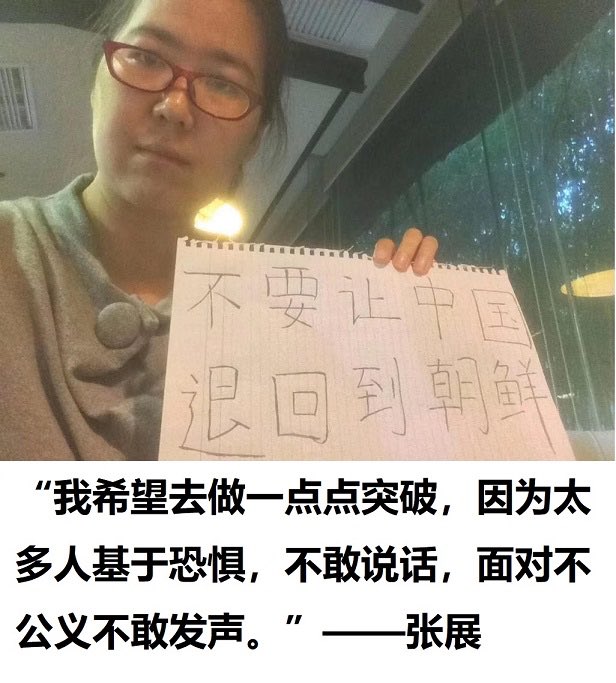 不要让中国
退回到朝鲜
“我希望去做一点点突破，因为太
多人基于恐惧，不敢说话，面对不
公义不敢发声。”——张展